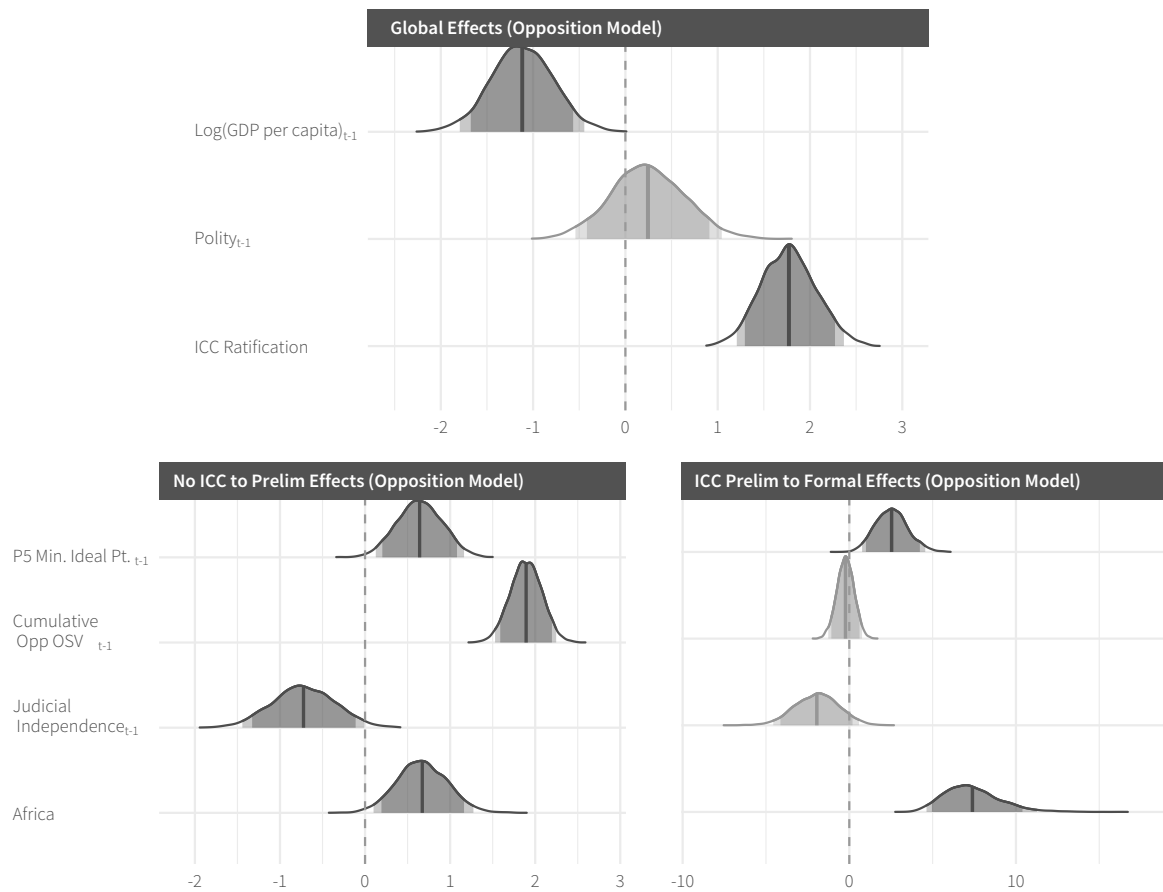 Global Effects (Opposition Model)
Log(GDP per capita)t-1
Polityt-1
ICC Ratification
-2 -1 0 1 2 3
No ICC to Prelim Effects (Opposition Model)
P5 Min. Ideal Pt. t-1
Cumulative
Opp OSV t-1
Judicial
Independencet-1
Africa
-2 -1 0 1 2 3
ICC Prelim to Formal Effects (Opposition Model)
-10 0 10